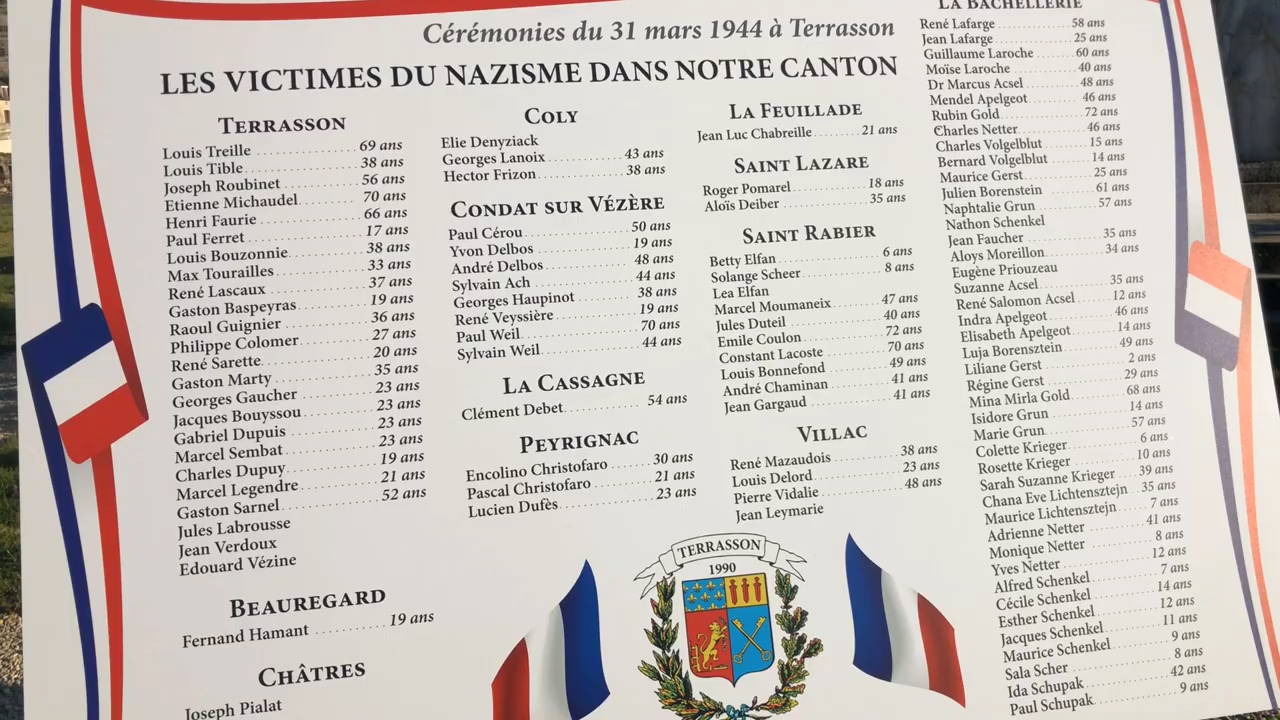 Cérémonies du 31 mars 1944 à Terrasson
LES VICTIMES DU NAZISME DANS NOTRE CANTON
TERRASSON
Louis Treille 69 ans
Louis Tible 38 ans
Joseph Roubinet 56 ans
Etienne Michaudel 70 ans
Henri Faurie 66 ans
Paul Ferret 17 ans
Louis Bouzonnie 38 ans
Max Tourailles 33 ans
René Lascaux 37 ans
Gaston Baspeyras 19 ans
Raoul Guignier 36 ans
Philippe Colomer 27 ans
René Sarette 20 ans
Gaston Marty 35 ans
Georges Gaucher 23 ans
Jacques Bouyssou 23 ans
Gabriel Dupuis 23 ans
Marcel Sembat 23 ans
Charles Dupuy 19 ans
Marcel Legendre 21 ans
Gaston Sarnel 52 ans
Jules Labrousse
Jean Verdoux
Edouard Vézine
BEAUREGARD
Fernand Hamant 19 ans
CHÂTRES
Joseph Pialat
COLY
Elie Denyziack
Georges Lanoix 43 ans
Hector Frizon 38 ans
CONDAT SUR VÉZÈRE
Paul Cérou 50 ans
Yvon Delbos 19 ans
André Delbos 48 ans
Sylvain Ach 44 ans
Georges Haupinot 38 ans
René Veyssière 19 ans
Paul Weil 70 ans
Sylvain Weil 44 ans
LA CASSAGNE
Clément Debet 54 ans
PEYRIGNAC
Encolino Christofaro 30 ans
Pascal Christofaro 21 ans
Lucien Dufès 23 ans
LA FEUILLADE
Jean Luc Chabreille 21 ans
SAINT LAZARE
Roger Pomarel 18 ans
Aloïs Deiber 35 ans
SAINT RABIER
Betty Elfan 6 ans
Solange Scheer 8 ans
Lea Elfan
Marcel Moumaneix 47 ans
Jules Duteil 40 ans
Emile Coulon 72 ans
Constant Lacoste 70 ans
Louis Bonnefond 49 ans
André Chaminan 41 ans
Jean Gargaud 41 ans
VILLAC
René Mazaudois 38 ans
Louis Delord 23 ans
Pierre Vidalie 48 ans
Jean Leymarie
TERRASSON
1990
LA BACHELLERIE
René Lafarge 58 ans
Jean Lafarge 25 ans
Guillaume Laroche 60 ans
Moïse Laroche 40 ans
Dr Marcus Acsel 48 ans
Mendel Apelgeot 46 ans
Rubin Gold 72 ans
Charles Netter 46 ans
Charles Volgelblut 15 ans
Bernard Volgelblut 14 ans
Maurice Gerst 25 ans
Julien Borenstein 61 ans
Naphtalie Grun 57 ans
Nathon Schenkel
Jean Faucher 35 ans
Aloys Moreillon 34 ans
Eugène Priouzeau
Suzanne Acsel 35 ans
René Salomon Acsel 12 ans
Indra Apelgeot 46 ans
Elisabeth Apelgeot 14 ans
Luja Borensztein 49 ans
Liliane Gerst 2 ans
Régine Gerst 29 ans
Mina Mirla Gold 68 ans
Isidore Grun 14 ans
Marie Grun 57 ans
Colette Krieger 6 ans
Rosette Krieger 10 ans
Sarah Suzanne Krieger 39 ans
Chana Eve Lichtensztejn 35 ans
Maurice Lichtensztejn 7 ans
Adrienne Netter 41 ans
Monique Netter 8 ans
Yves Netter 12 ans
Alfred Schenkel 7 ans
Cécile Schenkel 14 ans
Esther Schenkel 12 ans
Jacques Schenkel 11 ans
Maurice Schenkel 9 ans
Sala Scher 8 ans
Ida Schupak 42 ans
Paul Schupak 9 ans